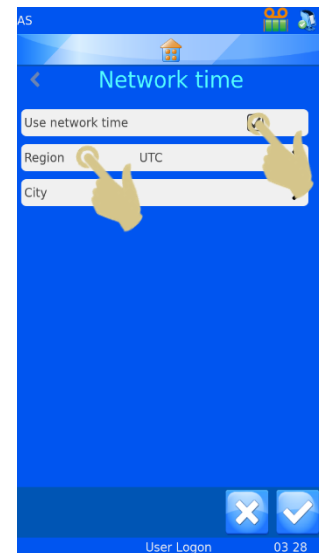 AS
Network time
Use network time
Region UTC
City
User Logon 03 28